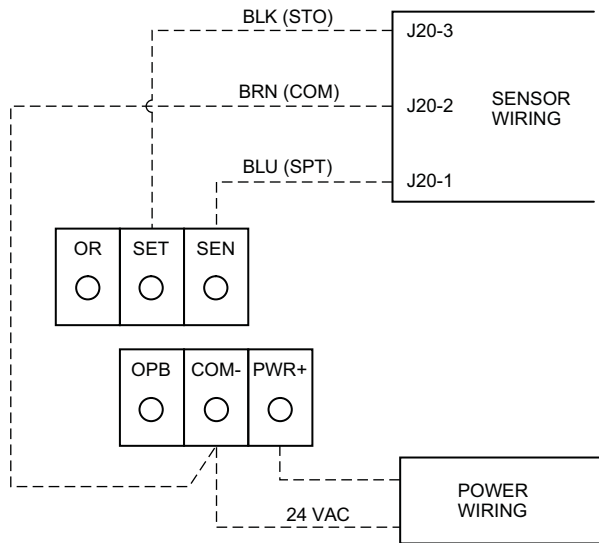 BLK (STO)
J20-3
BRN (COM)
J20-2
SENSOR
WIRING
BLU (SPT)
J20-1
OR
SET
SEN
OPB
COM-
PWR+
POWER
WIRING
24 VAC